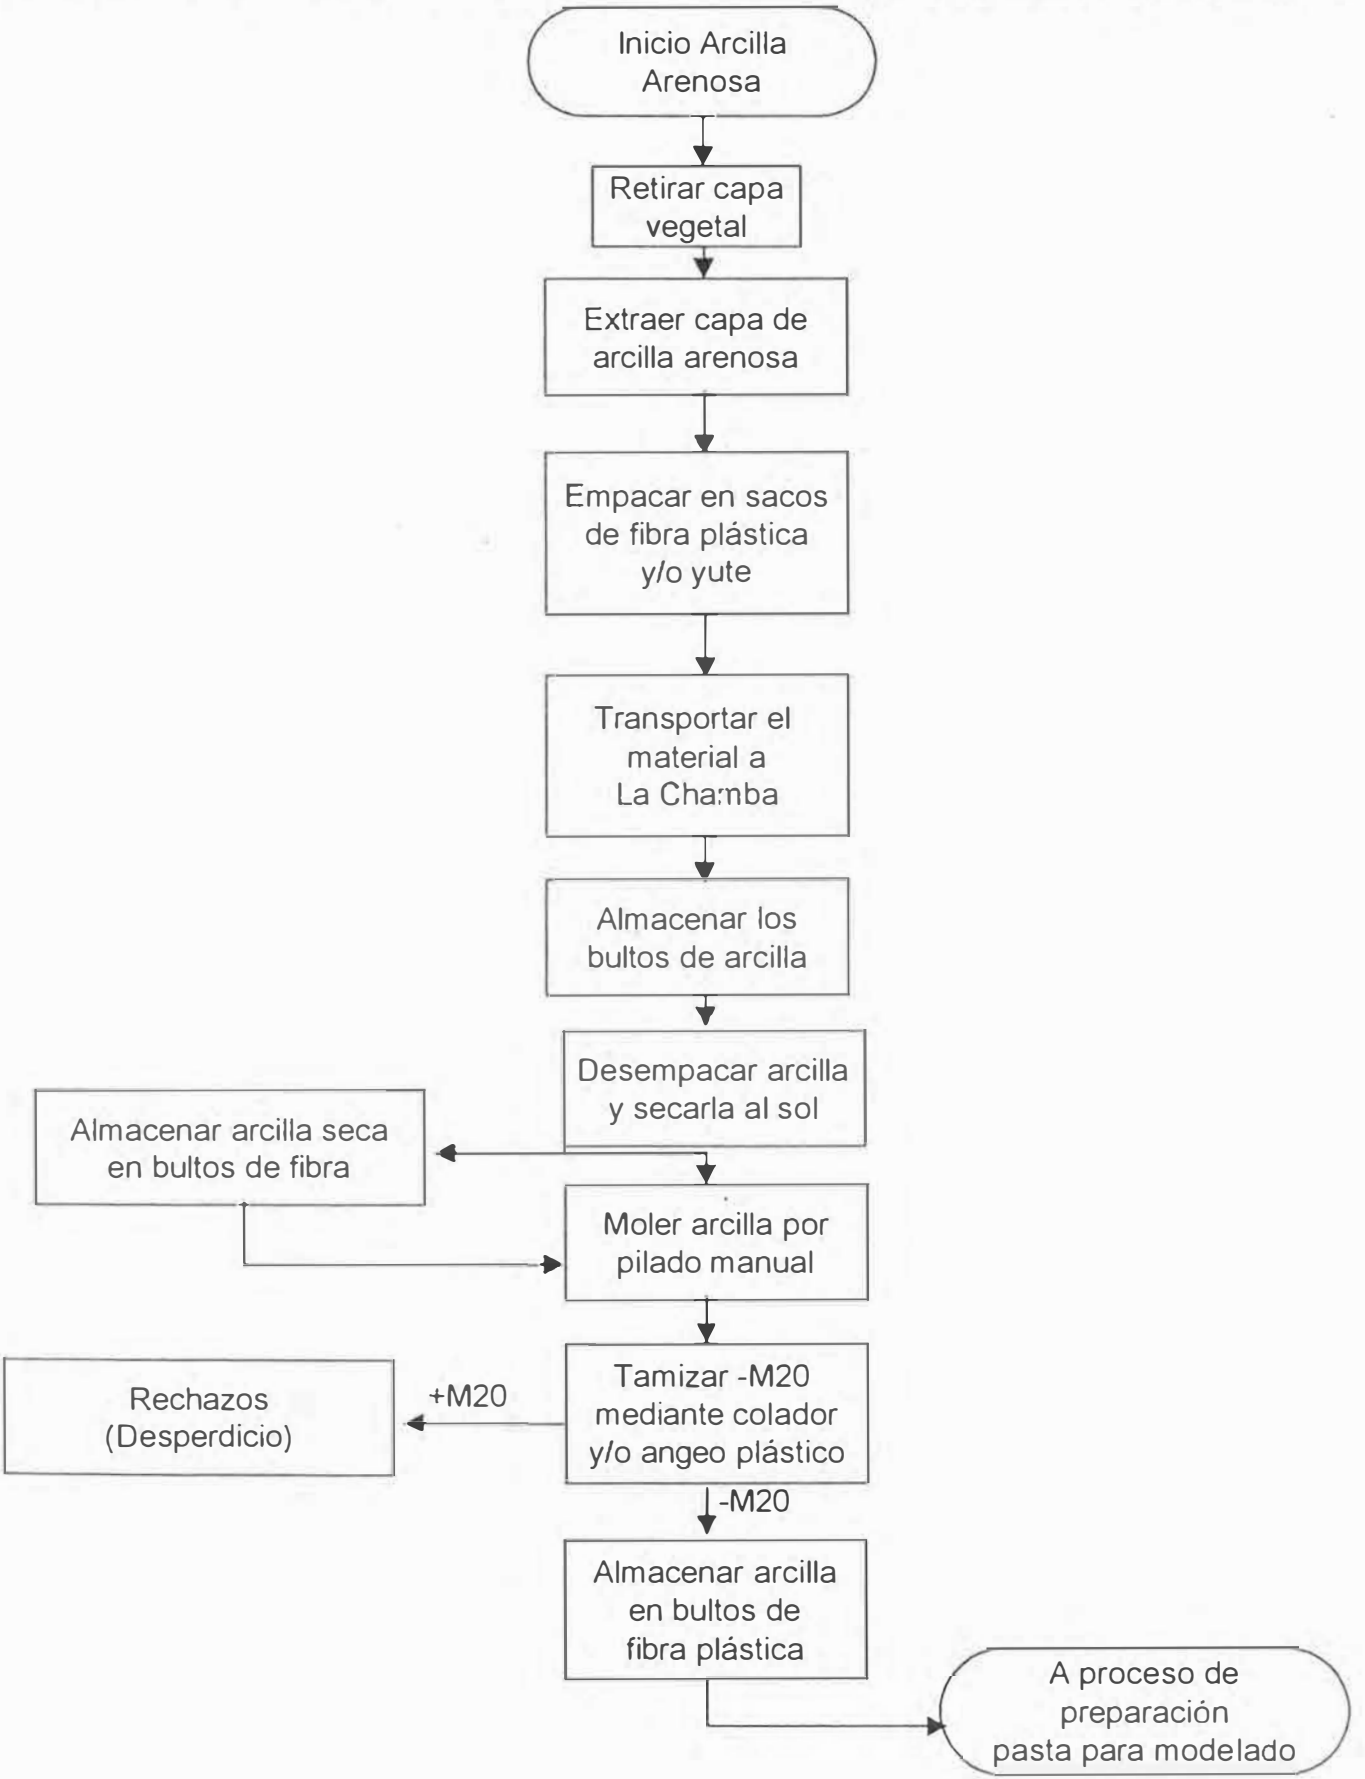 Inicio Arcilla
Arenosa
Retirar capa
vegetal
Extraer capa de
arcilla arenosa
Empacar en sacos
de fibra plástica
y/o yute
Transportar el
material a
La Chamba
Almacenar los
bultos de arcilla
Desempacar arcilla
y secarla al sol
Almacenar arcilla seca
en bultos de fibra
Moler arcilla por
pilado manual
Tamizar -M20
mediante colador
y/o angeo plástico
+M20
Rechazos
(Desperdicio)
-M20
Almacenar arcilla
en bultos de
fibra plástica
A proceso de
preparación
pasta para modelado